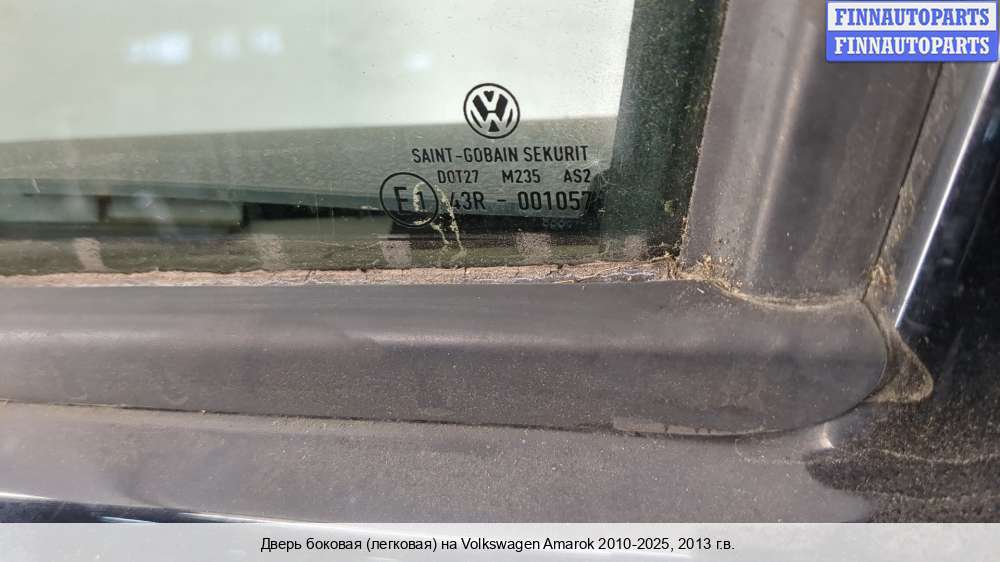 FINNAUTOPARTS
FINNAUTOPARTS
SAINT-GOBAIN SEKURIT
DOT27 M235 AS2
E1 43R - 001057
Дверь боковая (легковая) на Volkswagen Amarok 2010-2025, 2013 г.в.